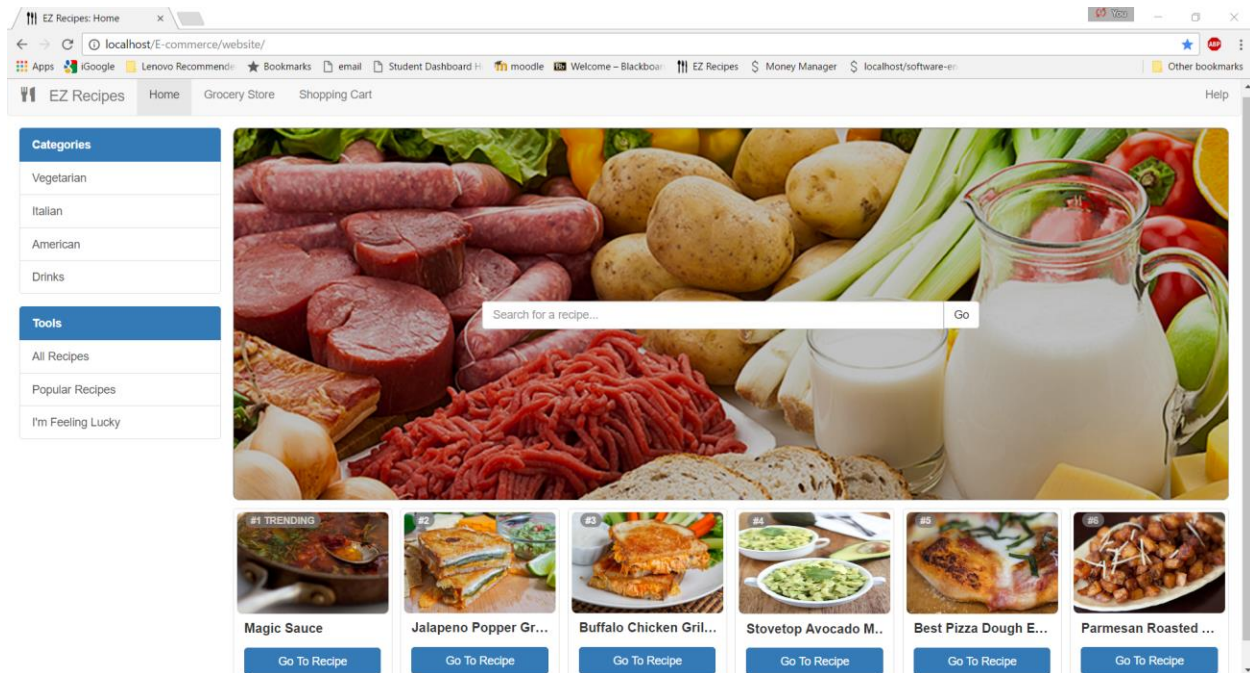 EZ Recipes: Home
You
localhost/E-commerce/website/
ABP
Apps iGoogle Lenovo Recommende Bookmarks email Student Dashboard H moodle Bb Welcome – Blackboar EZ Recipes Money Manager localhost/software-en Other bookmarks
EZ Recipes Home Grocery Store Shopping Cart Help
Categories
Vegetarian
Italian
American
Drinks
Tools
All Recipes
Popular Recipes
I'm Feeling Lucky
Search for a recipe... Go
#1 TRENDING #2 #3 #4 #5 #6
Magic Sauce Jalapeno Popper Gr... Buffalo Chicken Gril... Stovetop Avocado M... Best Pizza Dough E... Parmesan Roasted ...
Go To Recipe Go To Recipe Go To Recipe Go To Recipe Go To Recipe Go To Recipe